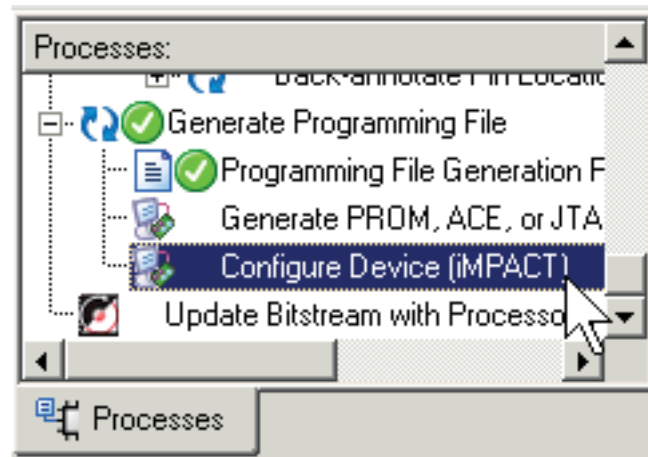 Processes:
Back-annotate Pin Locatic
Generate Programming File
Programming File Generation F
Generate PROM, ACE, or JTA
Configure Device (iMPACT)
Update Bitstream with Processo
Processes